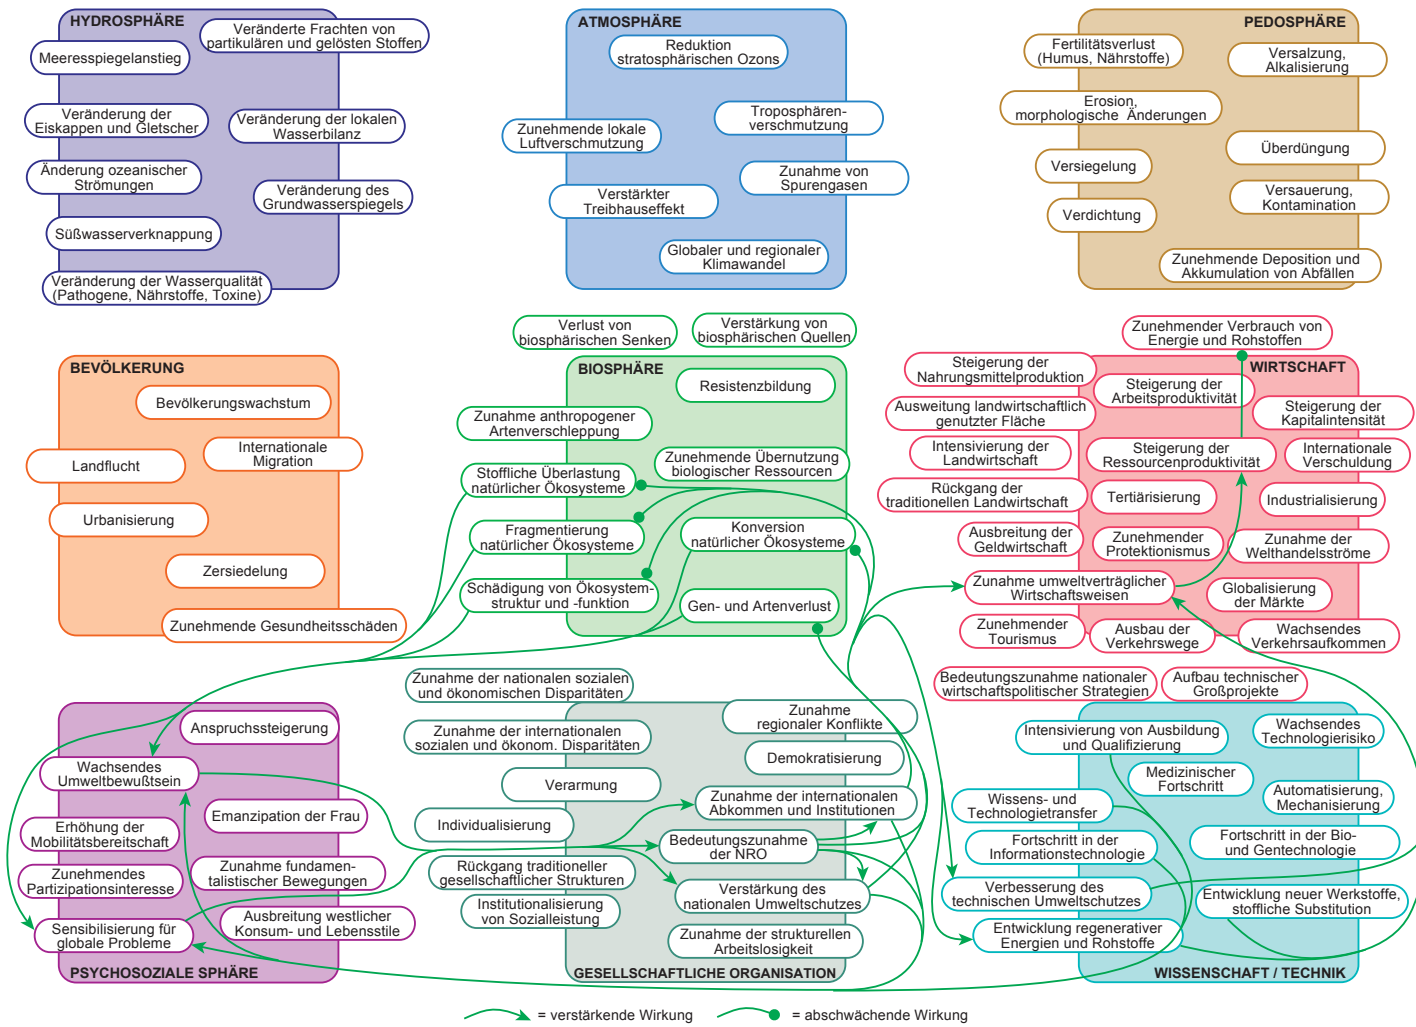 HYDROSPHÄRE
Veränderte Frachten von
partikulären und gelösten Stoffen
Meeresspiegelanstieg
Veränderung der
Eiskappen und Gletscher
Veränderung der lokalen
Wasserbilanz
Änderung ozeanischer
Strömungen
Veränderung des
Grundwasserspiegels
Süßwasserverknappung
Veränderung der Wasserqualität
(Pathogene, Nährstoffe, Toxine)
ATMOSPHÄRE
Reduktion
stratosphärischen Ozons
Troposphären-
verschmutzung
Zunehmende lokale
Luftverschmutzung
Zunahme von
Spurengasen
Verstärkter
Treibhauseffekt
Globaler und regionaler
Klimawandel
PEDOSPHÄRE
Fertilitätsverlust
(Humus, Nährstoffe)
Versalzung,
Alkalisierung
Erosion,
morphologische Änderungen
Überdüngung
Versiegelung
Versauerung,
Kontamination
Verdichtung
Zunehmende Deposition und
Akkumulation von Abfällen
BEVÖLKERUNG
Bevölkerungswachstum
Internationale
Migration
Landflucht
Urbanisierung
Zersiedelung
Zunehmende Gesundheitsschäden
Verlust von
biosphärischen Senken
Verstärkung von
biosphärischen Quellen
BIOSPHÄRE
Resistenzbildung
Zunahme anthropogener
Artenverschleppung
Zunehmende Übernutzung
biologischer Ressourcen
Stoffliche Überlastung
natürlicher Ökosysteme
Fragmentierung
natürlicher Ökosysteme
Konversion
natürlicher Ökosysteme
Schädigung von Ökosystem-
struktur und -funktion
Gen- und Artenverlust
Zunehmender Verbrauch von
Energie und Rohstoffen
WIRTSCHAFT
Steigerung der
Nahrungsmittelproduktion
Steigerung der
Arbeitsproduktivität
Ausweitung landwirtschaftlich
genutzter Fläche
Steigerung der
Kapitalintensität
Intensivierung der
Landwirtschaft
Steigerung der
Ressourcenproduktivität
Internationale
Verschuldung
Rückgang der
traditionellen Landwirtschaft
Tertiärisierung
Industrialisierung
Ausbreitung der
Geldwirtschaft
Zunehmender
Protektionismus
Zunahme der
Welthandelsströme
Zunahme umweltverträglicher
Wirtschaftsweisen
Globalisierung
der Märkte
Zunehmender
Tourismus
Ausbau der
Verkehrswege
Wachsendes
Verkehrsaufkommen
Bedeutungszunahme nationaler
wirtschaftspolitischer Strategien
Aufbau technischer
Großprojekte
Anspruchssteigerung
Wachsendes
Umweltbewußtsein
Emanzipation der Frau
Erhöhung der
Mobilitätsbereitschaft
Zunahme fundamen-
talistischer Bewegungen
Zunehmendes
Partizipationsinteresse
Ausbreitung westlicher
Konsum- und Lebensstile
Sensibilisierung für
globale Probleme
PSYCHOSOZIALE SPHÄRE
Zunahme der nationalen sozialen
und ökonomischen Disparitäten
Zunahme
regionaler Konflikte
Zunahme der internationalen
sozialen und ökonom. Disparitäten
Demokratisierung
Verarmung
Zunahme der internationalen
Abkommen und Institutionen
Individualisierung
Bedeutungszunahme
der NRO
Rückgang traditioneller
gesellschaftlicher Strukturen
Verstärkung des
nationalen Umweltschutzes
Institutionalisierung
von Sozialleistung
Zunahme der strukturellen
Arbeitslosigkeit
GESELLSCHAFTLICHE ORGANISATION
Intensivierung von Ausbildung
und Qualifizierung
Wachsendes
Technologierisiko
Medizinischer
Fortschritt
Automatisierung,
Mechanisierung
Wissens- und
Technologietransfer
Fortschritt in der
Informationstechnologie
Fortschritt in der Bio-
und Gentechnologie
Verbesserung des
technischen Umweltschutzes
Entwicklung neuer Werkstoffe,
stoffliche Substitution
Entwicklung regenerativer
Energien und Rohstoffe
WISSENSCHAFT / TECHNIK
= verstärkende Wirkung
= abschwächende Wirkung